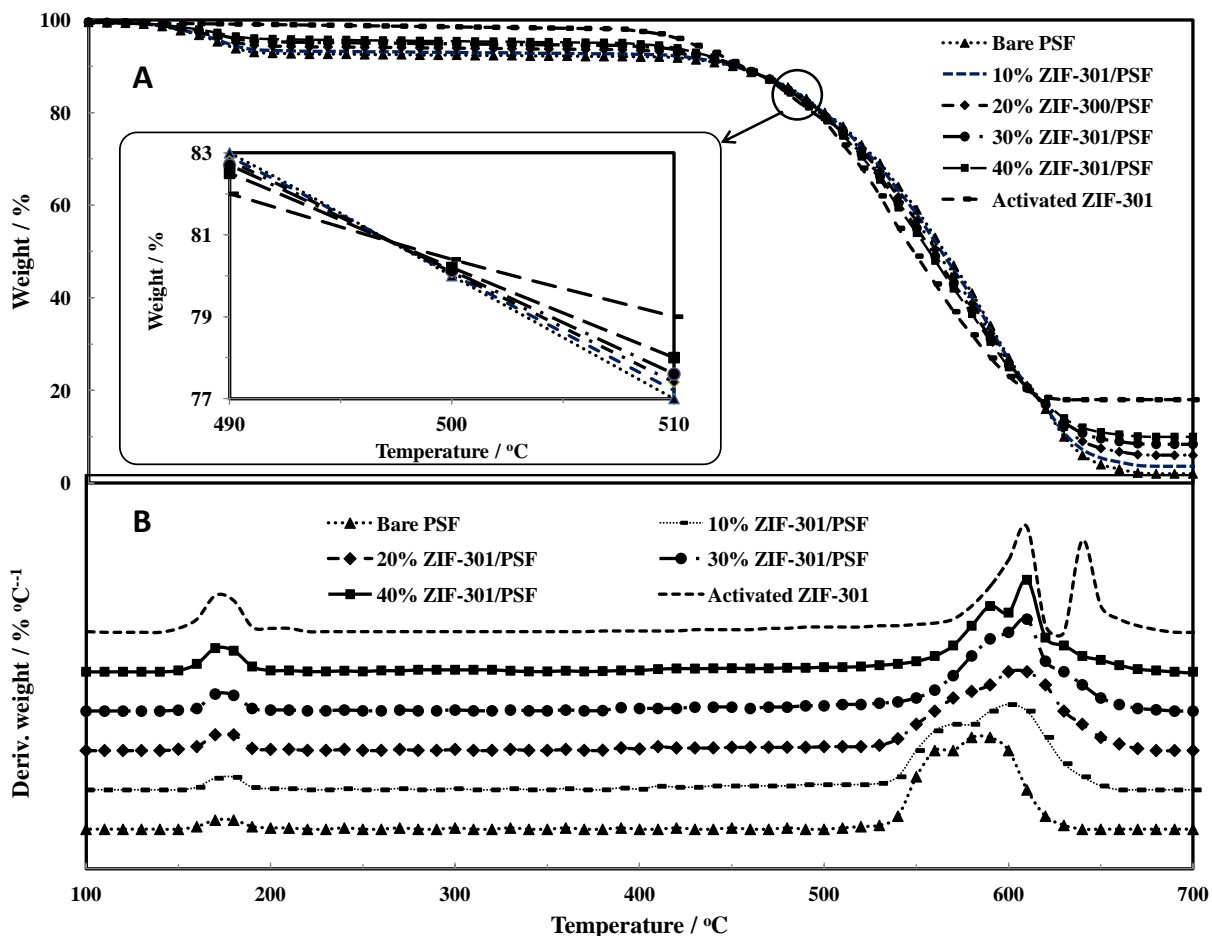 100
80
60
40
20
0
Weight / %
A
Bare PSF
10% ZIF-301/PSF
20% ZIF-300/PSF
30% ZIF-301/PSF
40% ZIF-301/PSF
Activated ZIF-301
83
81
79
77
Weight / %
490 500 510
Temperature / ºC
B
Bare PSF 10% ZIF-301/PSF
20% ZIF-301/PSF 30% ZIF-301/PSF
40% ZIF-301/PSF Activated ZIF-301
Deriv. weight / % ºC--1
100 200 300 400 500 600 700
Temperature / ºC